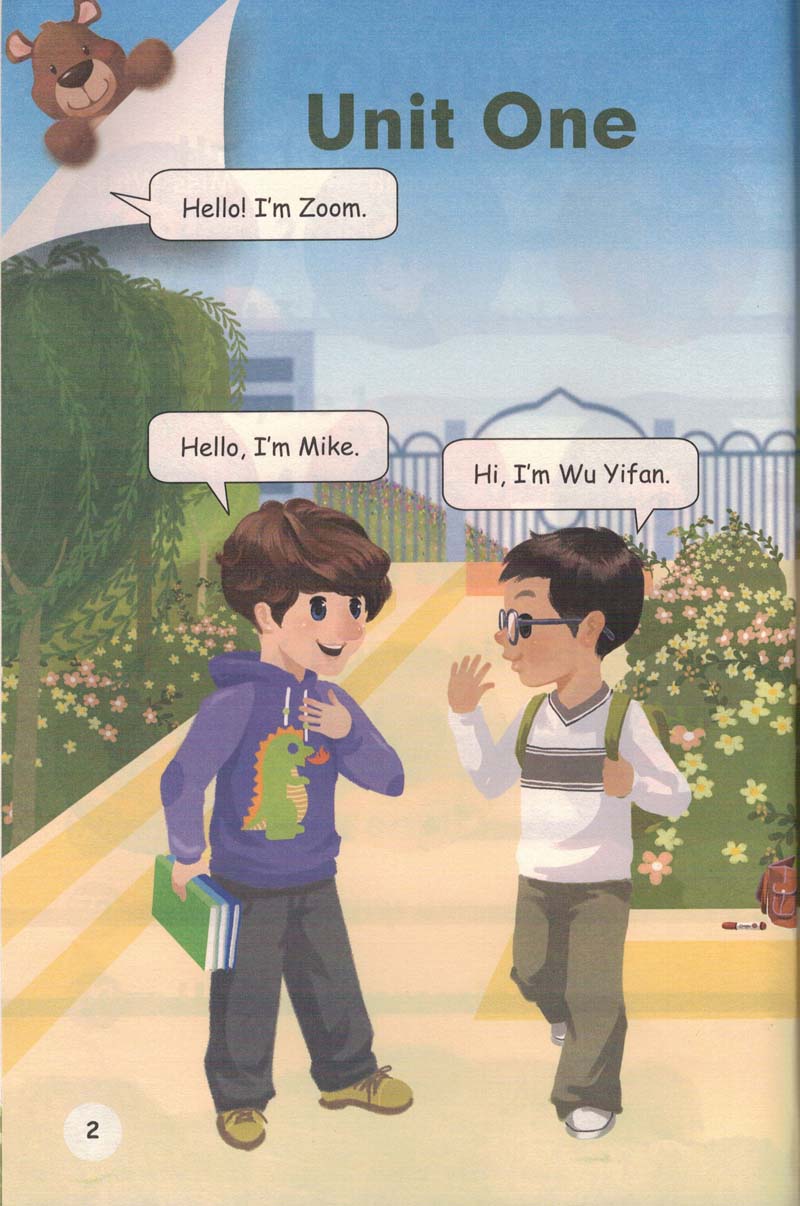 Unit One
Hello! I'm Zoom.
Hello, I'm Mike.
Hi, I'm Wu Yifan.
2